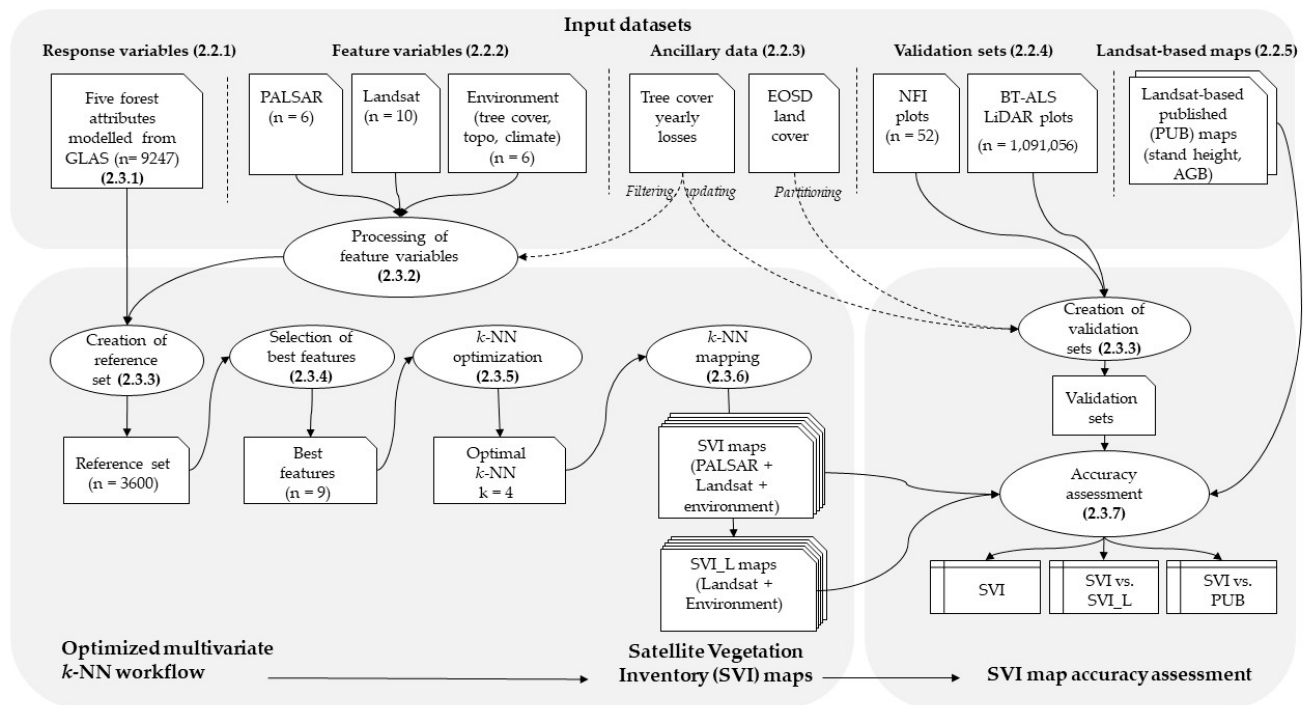 Input datasets
Response variables (2.2.1)
Feature variables (2.2.2)
Ancillary data (2.2.3)
Validation sets (2.2.4)
Landsat-based maps (2.2.5)
Five forest
attributes
modelled from
GLAS (n= 9247)
(2.3.1)
PALSAR
(n = 6)
Landsat
(n = 10)
Environment
(tree cover,
topo, climate)
(n = 6)
Tree cover
yearly
losses
EOSD
land
cover
NFI
plots
(n = 52)
BT-ALS
LiDAR plots
(n = 1,091,056)
Landsat-based
published
(PUB) maps
(stand height,
AGB)
Filtering, updating
Partitioning
Processing of
feature variables
(2.3.2)
Creation of
reference
set (2.3.3)
Selection of
best features
(2.3.4)
k-NN
optimization
(2.3.5)
k-NN
mapping
(2.3.6)
Creation of
validation
sets (2.3.3)
Reference set
(n = 3600)
Best
features
(n = 9)
Optimal
k-NN
k = 4
SVI maps
(PALSAR +
Landsat +
environment)
SVI_L maps
(Landsat +
Environment)
Validation
sets
Accuracy
assessment
(2.3.7)
SVI
SVI vs.
SVI_L
SVI vs.
PUB
Optimized multivariate
k-NN workflow
Satellite Vegetation
Inventory (SVI) maps
SVI map accuracy assessment